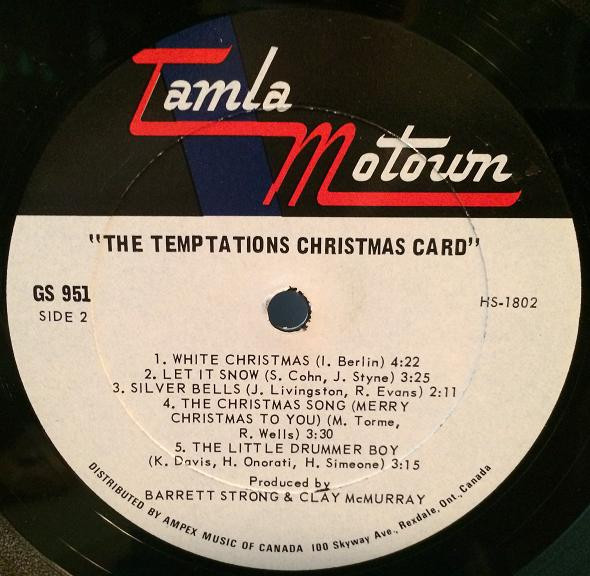 Tamla
Motown
"THE TEMPTATIONS CHRISTMAS CARD"
GS 951
SIDE 2
HS-1802
1. WHITE CHRISTMAS (I. Berlin) 4:22
2. LET IT SNOW (S. Cohn, J. Styne) 3:25
3. SILVER BELLS (J. Livingston, R. Evans) 2:11
4. THE CHRISTMAS SONG (MERRY
CHRISTMAS TO YOU) (M. Torme,
R. Wells) 3:30
5. THE LITTLE DRUMMER BOY
(K. Davis, H. Onorati, H. Simeone) 3:15
Produced by
BARRETT STRONG & CLAY McMURRAY
DISTRIBUTED BY AMPEX MUSIC OF CANADA 100 Skyway Ave., Rexdale, Ont., Canada